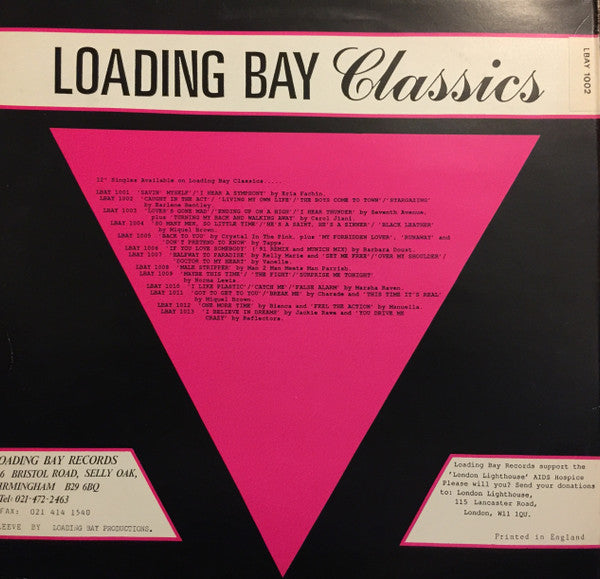 LOADING BAY Classics
LBAY 1002
12" Singles Available on Loading Bay Classics.....
LBAY 1001 'SAVIN' MYSELF'/'I HEAR A SYMPHONY' by Eria Fachin.
LBAY 1002 'CAUGHT IN THE ACT'/'LIVING MY OWN LIFE'/'THE BOYS COME TO TOWN'/'STARGAZING'
by Earlene Bentley.
LBAY 1003 'LOVER'S GONE MAD'/'ENDING UP ON A HIGH'/'I HEAR THUNDER' by Seventh Avenue.
plus 'TURNING MY BACK AND WALKING AWAY' by Carol Jiani.
LBAY 1004 'SO MANY MEN, SO LITTLE TIME'/'HE'S A SAINT, HE'S A SINNER'/ 'BLACK LEATHER'
by Miquel Brown.
LBAY 1005 'BACK TO YOU' by Crystal In The Pink. plus 'MY FORBIDDEN LOVER', 'RUNAWAY' and
'DON'T PRETEND TO KNOW' by Tapps.
LBAY 1006 'IF YOU LOVE SOMEBODY' ('91 REMIX and MUNICH MIX) by Barbara Doust.
LBAY 1007 'HALFWAY TO PARADISE' by Kelly Marie and 'SET ME FREE'/'OVER MY SHOULDER'/
'DOCTOR TO MY HEART' by Vanelle.
LBAY 1008 'MALE STRIPPER' by Man 2 Man Meets Man Parrish.
LBAY 1009 'MAYBE THIS TIME'/ 'THE FIGHT'/'SURPRISE ME TONIGHT'
by Norma Lewis
LBAY 1010 'I LIKE PLASTIC'/'CATCH ME'/'FALSE ALARM' by Marsha Raven.
LBAY 1011 'GOT TO GET TO YOU'/'BREAK ME' by Charade and 'THIS TIME IT'S REAL'
by Miquel Brown.
LBAY 1012 'ONE MORE TIME' by Bianca and 'FEEL THE ACTION' by Manuella.
LBAY 1013 'I BELIEVE IN DREAMS' by Jackie Rawe and 'YOU DRIVE ME
CRAZY' by Reflectors.
OADING BAY RECORDS
6 BRISTOL ROAD, SELLY OAK,
IRMINGHAM B29 6BQ
Tel: 021-472-2463
FAX: 021 414 1540
LEEVE BY LOADING BAY PRODUCTIONS.
Loading Bay Records support the
'London Lighthouse' AIDS Hospice
Please will you? Send your donations
to: London Lighthouse,
115 Lancaster Road,
London, W11 1QU.
Printed in England